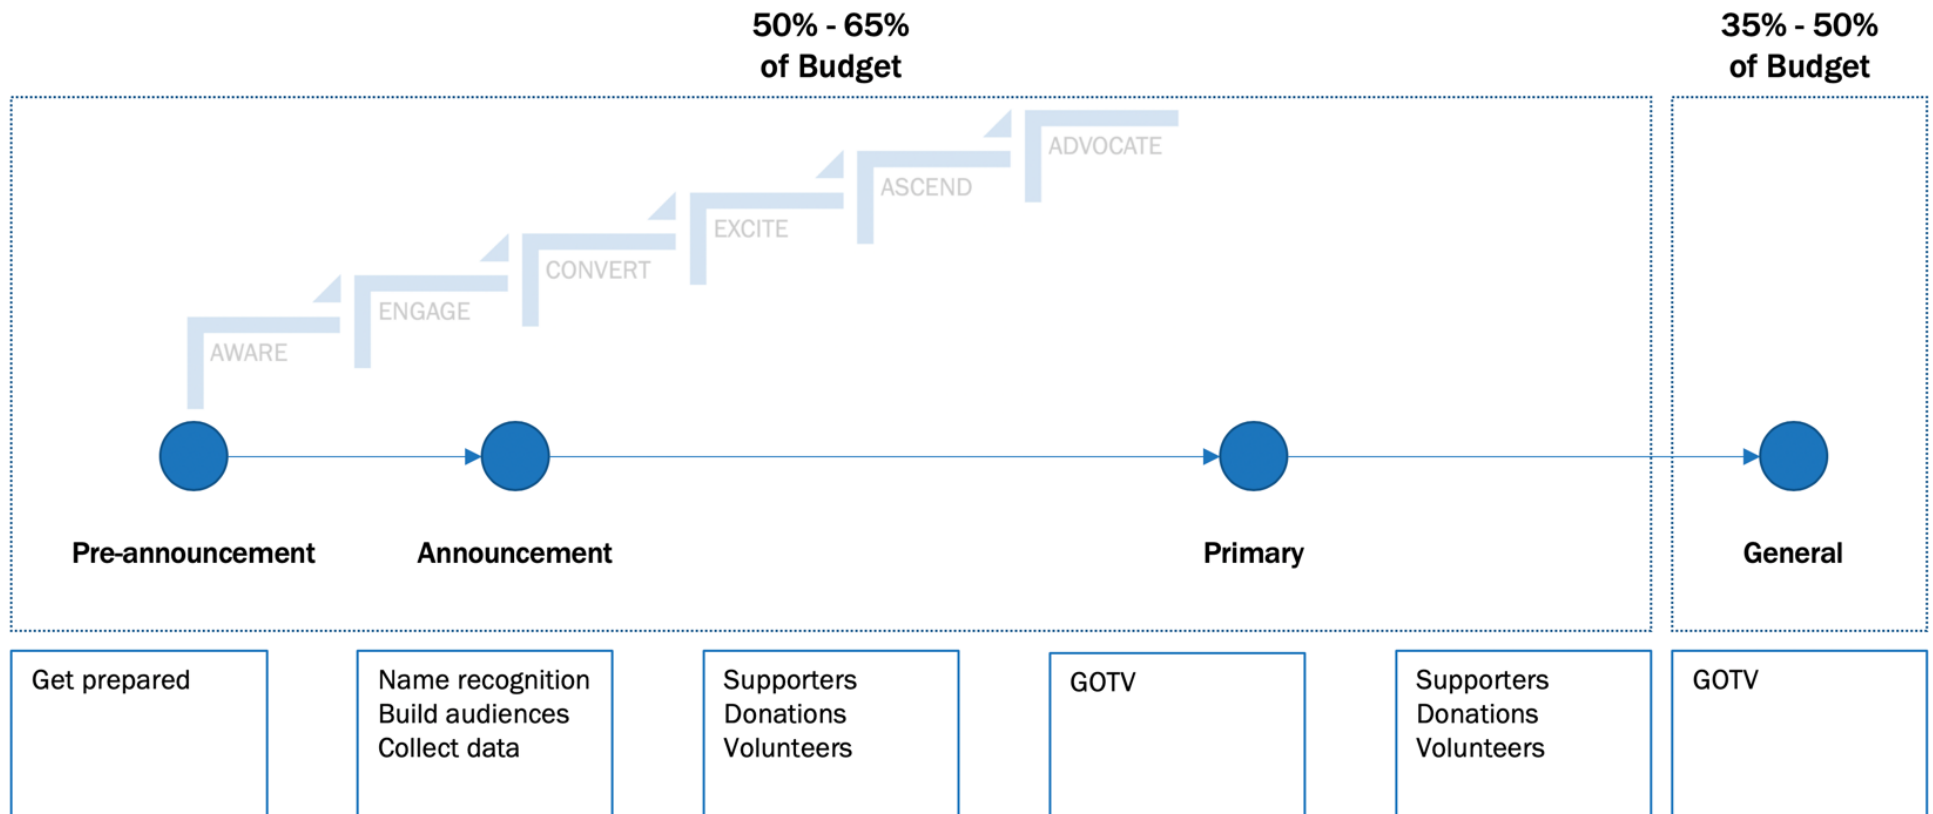 50% - 65%
of Budget
35% - 50%
of Budget
ADVOCATE
ASCEND
EXCITE
CONVERT
ENGAGE
AWARE
Pre-announcement
Announcement
Primary
General
Get prepared
Name recognition
Build audiences
Collect data
Supporters
Donations
Volunteers
GOTV
Supporters
Donations
Volunteers
GOTV